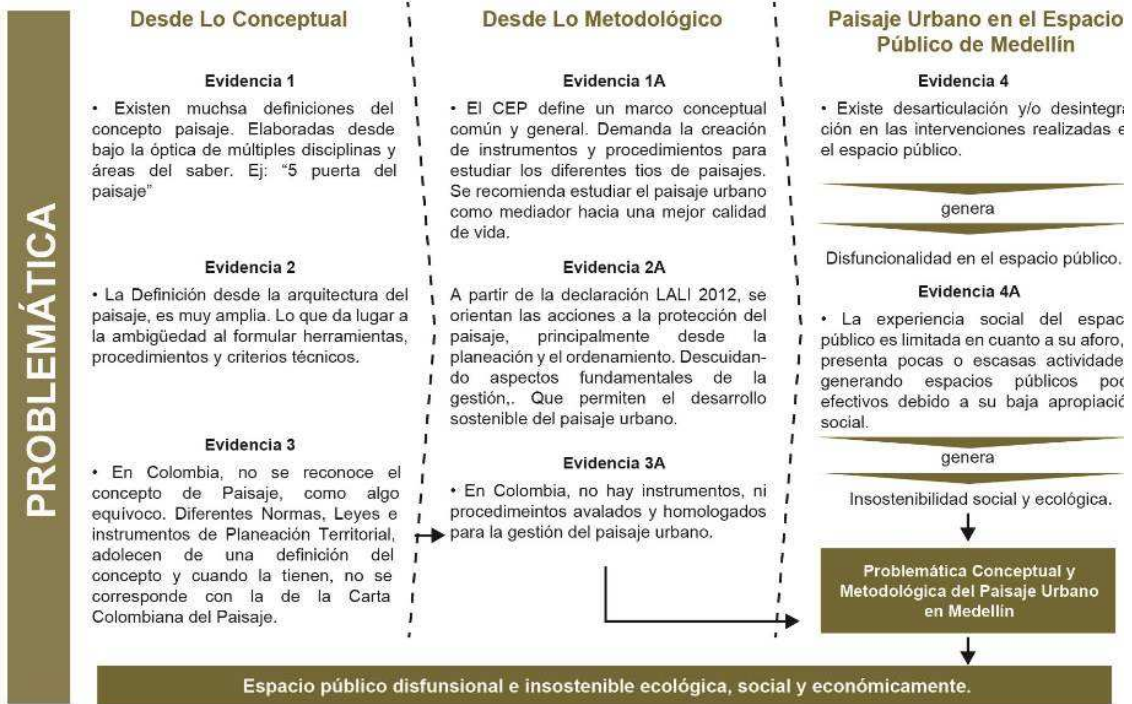 PROBLEMÁTICA
Desde Lo Conceptual
Evidencia 1
• Existen muchsa definiciones del
concepto paisaje. Elaboradas desde
bajo la óptica de múltiples disciplinas y
áreas del saber. Ej: “5 puerta del
paisaje”
Evidencia 2
• La Definición desde la arquitectura del
paisaje, es muy amplia. Lo que da lugar a
la ambigüedad al formular herramientas,
procedimientos y criterios técnicos.
Evidencia 3
• En Colombia, no se reconoce el
concepto de Paisaje, como algo
equívoco. Diferentes Normas, Leyes e
instrumentos de Planeación Territorial,
adolecen de una definición del
concepto y cuando la tienen, no se
corresponde con la de la Carta
Colombiana del Paisaje.
Desde Lo Metodológico
Evidencia 1A
• El CEP define un marco conceptual
común y general. Demanda la creación
de instrumentos y procedimientos para
estudiar los diferentes tios de paisajes.
Se recomienda estudiar el paisaje urbano
como mediador hacia una mejor calidad
de vida.
Evidencia 2A
A partir de la declaración LALI 2012, se
orientan las acciones a la protección del
paisaje, principalmente desde la
planeación y el ordenamiento. Descuidan-
do aspectos fundamentales de la
gestión,. Que permiten el desarrollo
sostenible del paisaje urbano.
Evidencia 3A
• En Colombia, no hay instrumentos, ni
procedimeintos avalados y homologados
para la gestión del paisaje urbano.
Paisaje Urbano en el Espacio
Público de Medellín
Evidencia 4
• Existe desarticulación y/o desintegra
ción en las intervenciones realizadas e
el espacio público.
genera
Disfuncionalidad en el espacio público.
Evidencia 4A
• La experiencia social del espac
público es limitada en cuanto a su aforo,
presenta pocas o escasas actividade
generando espacios públicos poc
efectivos debido a su baja apropiació
social.
genera
Insostenibilidad social y ecológica.
Problemática Conceptual y
Metodológica del Paisaje Urbano
en Medellín
Espacio público disfunsional e insostenible ecológica, social y económicamente.